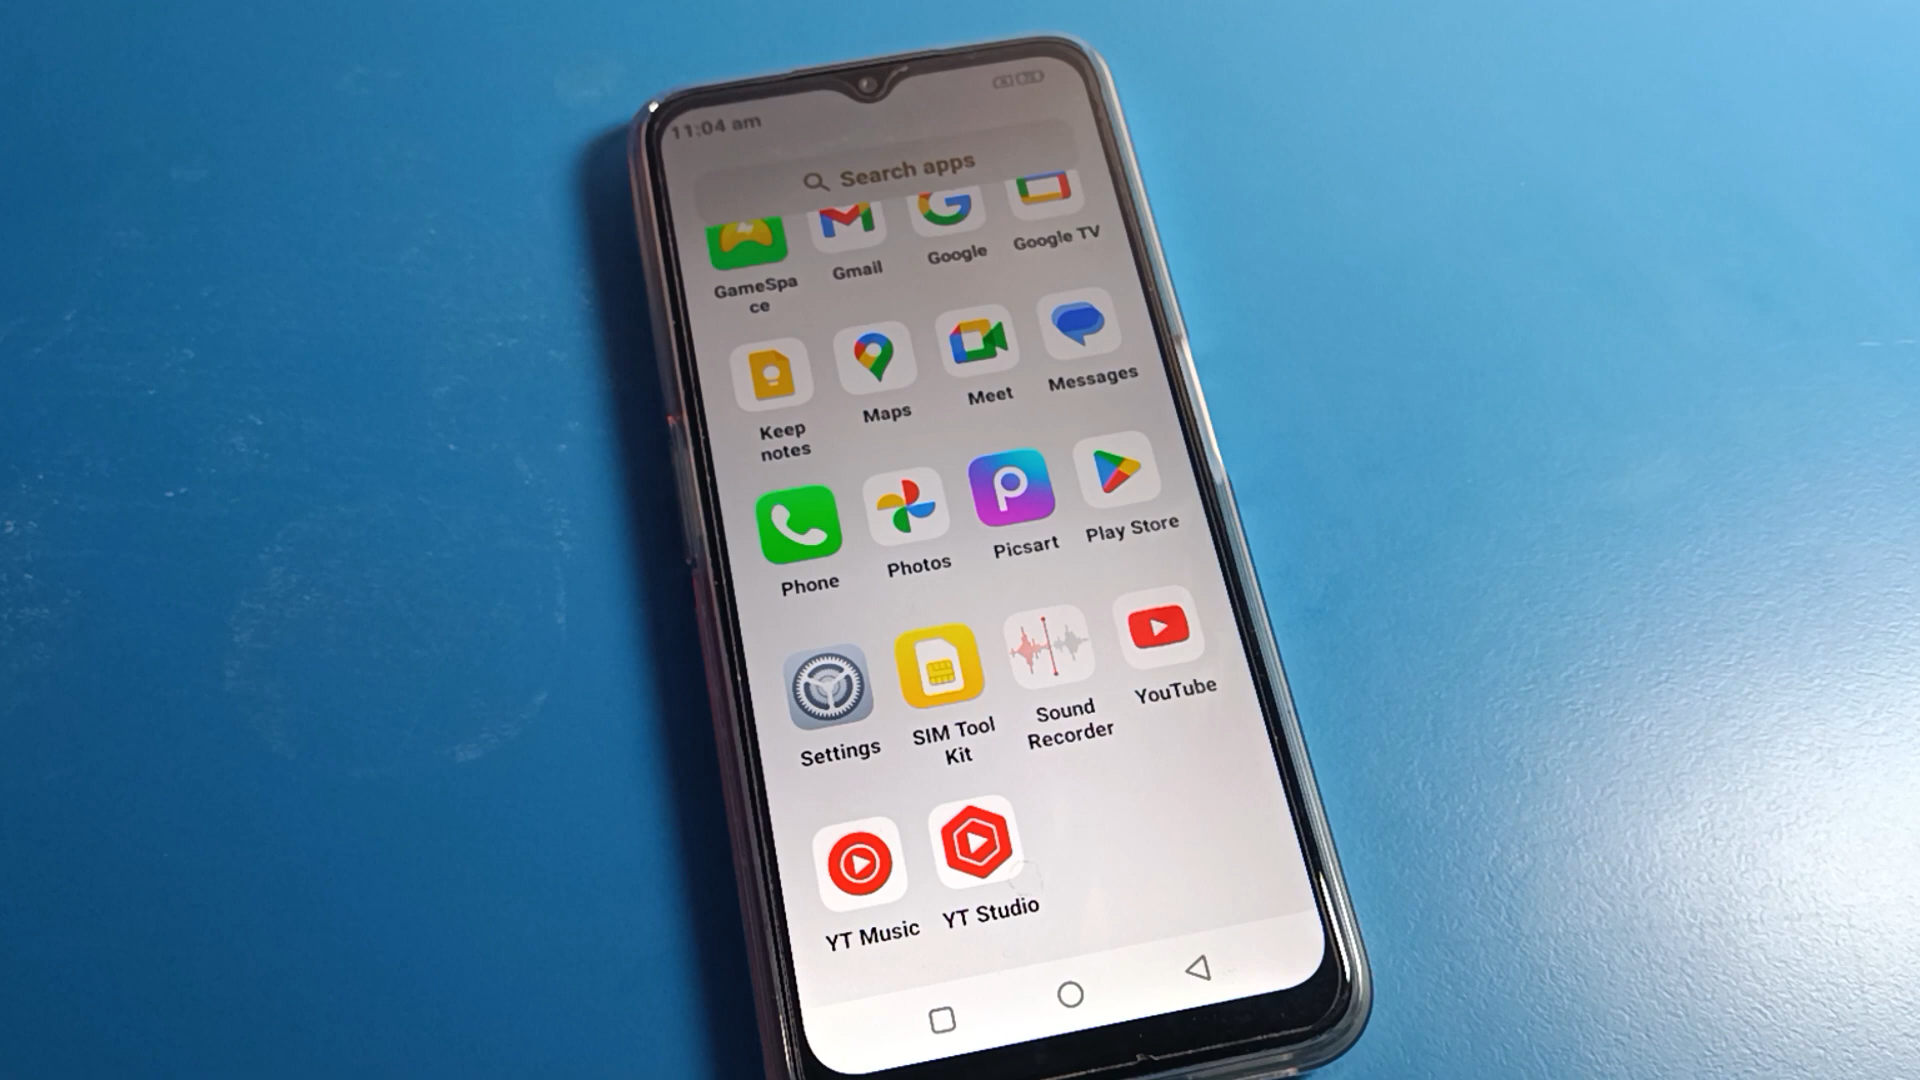 11:04 am
Search apps
GameSpa
ce
Gmail
Google
Google TV
Keep
notes
Maps
Meet
Messages
Phone
Photos
Picsart
Play Store
Settings
SIM Tool
Kit
Sound
Recorder
YouTube
YT Music
YT Studio